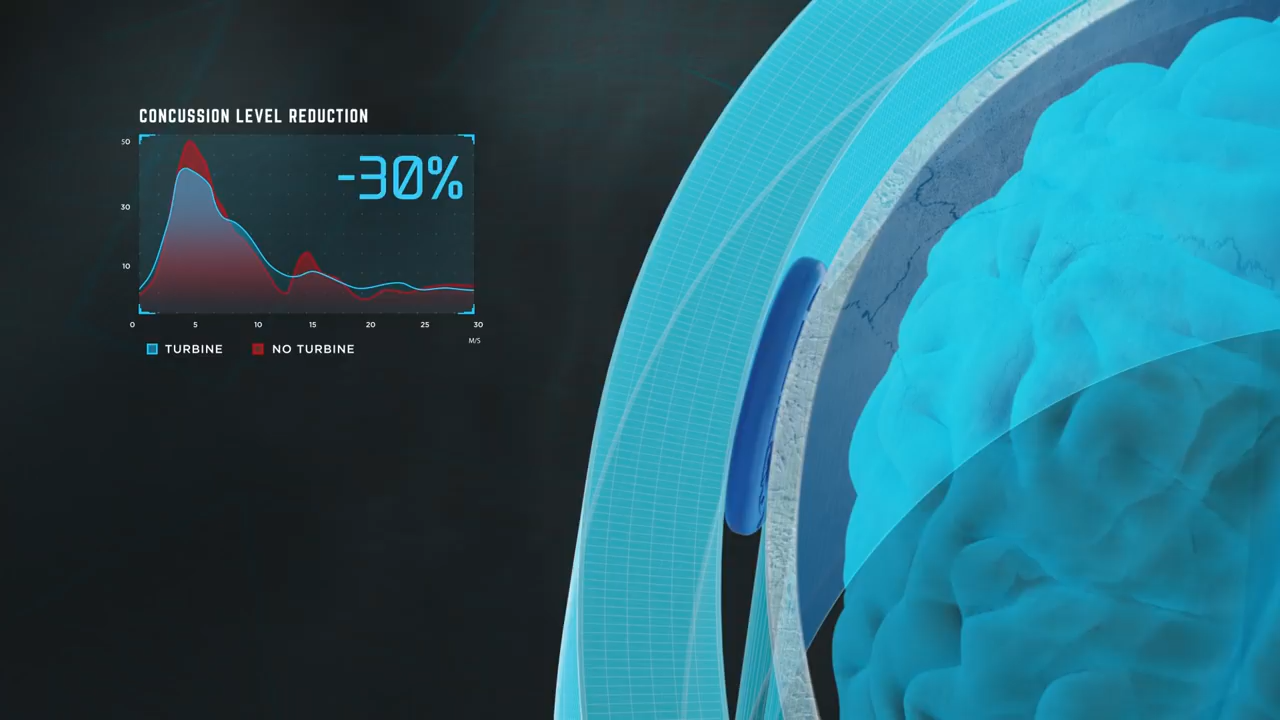 CONCUSSION LEVEL REDUCTION
50
-30%
30
10
0 5 10 15 20 25 30
M/S
TURBINE NO TURBINE